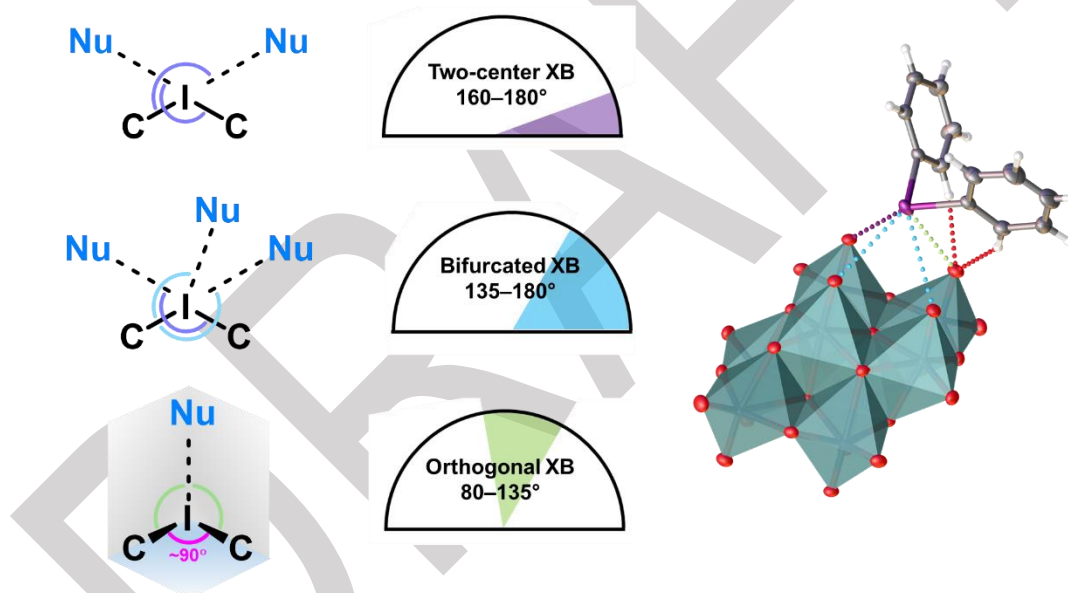 Nu Nu
I
C C
Two-center XB
160–180°
Nu
Nu Nu
I
C C
Bifurcated XB
135–180°
Nu
I
C C
~90°
Orthogonal XB
80–135°